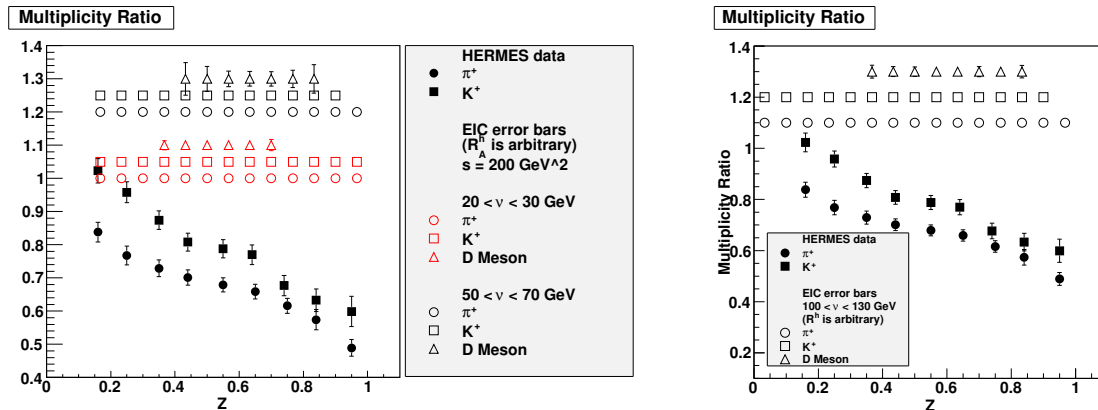 Multiplicity Ratio
1.4
1.3
1.2
1.1
1
0.9
0.8
0.7
0.6
0.5
0.4
0 0.2 0.4 0.6 0.8 1
Z
HERMES data
π+
K+
EIC error bars
(R^h_A is arbitrary)
s = 200 GeV^2
20 < ν < 30 GeV
π+
K+
D Meson
50 < ν < 70 GeV
π+
K+
D Meson
Multiplicity Ratio
Multiplicity Ratio
1.4
1.2
1.0
0.8
0.6
0.4
0.2
HERMES data
π+
K+
EIC error bars
100 < ν < 130 GeV
(R^h is arbitrary)
π+
K+
D Meson
0 0.2 0.4 0.6 0.8 1
Z